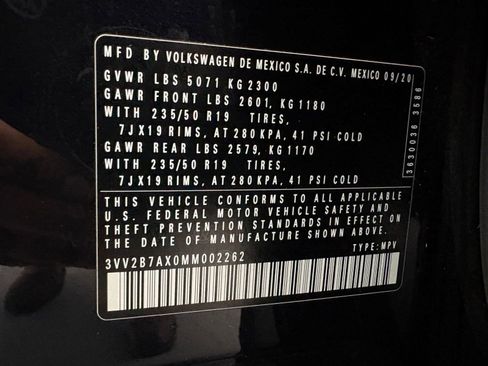 MFD BY VOLKSWAGEN DE MEXICO S.A. DE C.V. MEXICO 09/20
GVWR LBS 5071 KG 2300
GAWR FRONT LBS 2601, KG 1180
WITH 235/50 R19 TIRES,
7JX19 RIMS, AT 280 KPA, 41 PSI COLD
GAWR REAR LBS 2579, KG 1170
WITH 235/50 R19 TIRES,
7JX19 RIMS, AT 280 KPA, 41 PSI COLD
3630036 3586
THIS VEHICLE CONFORMS TO ALL APPLICABLE
U.S. FEDERAL MOTOR VEHICLE SAFETY AND
THEFT PREVENTION STANDARDS IN EFFECT ON
THE DATE OF MANUFACTURE SHOWN ABOVE.
3VV2B7AX0MM002262 TYPE: MPV